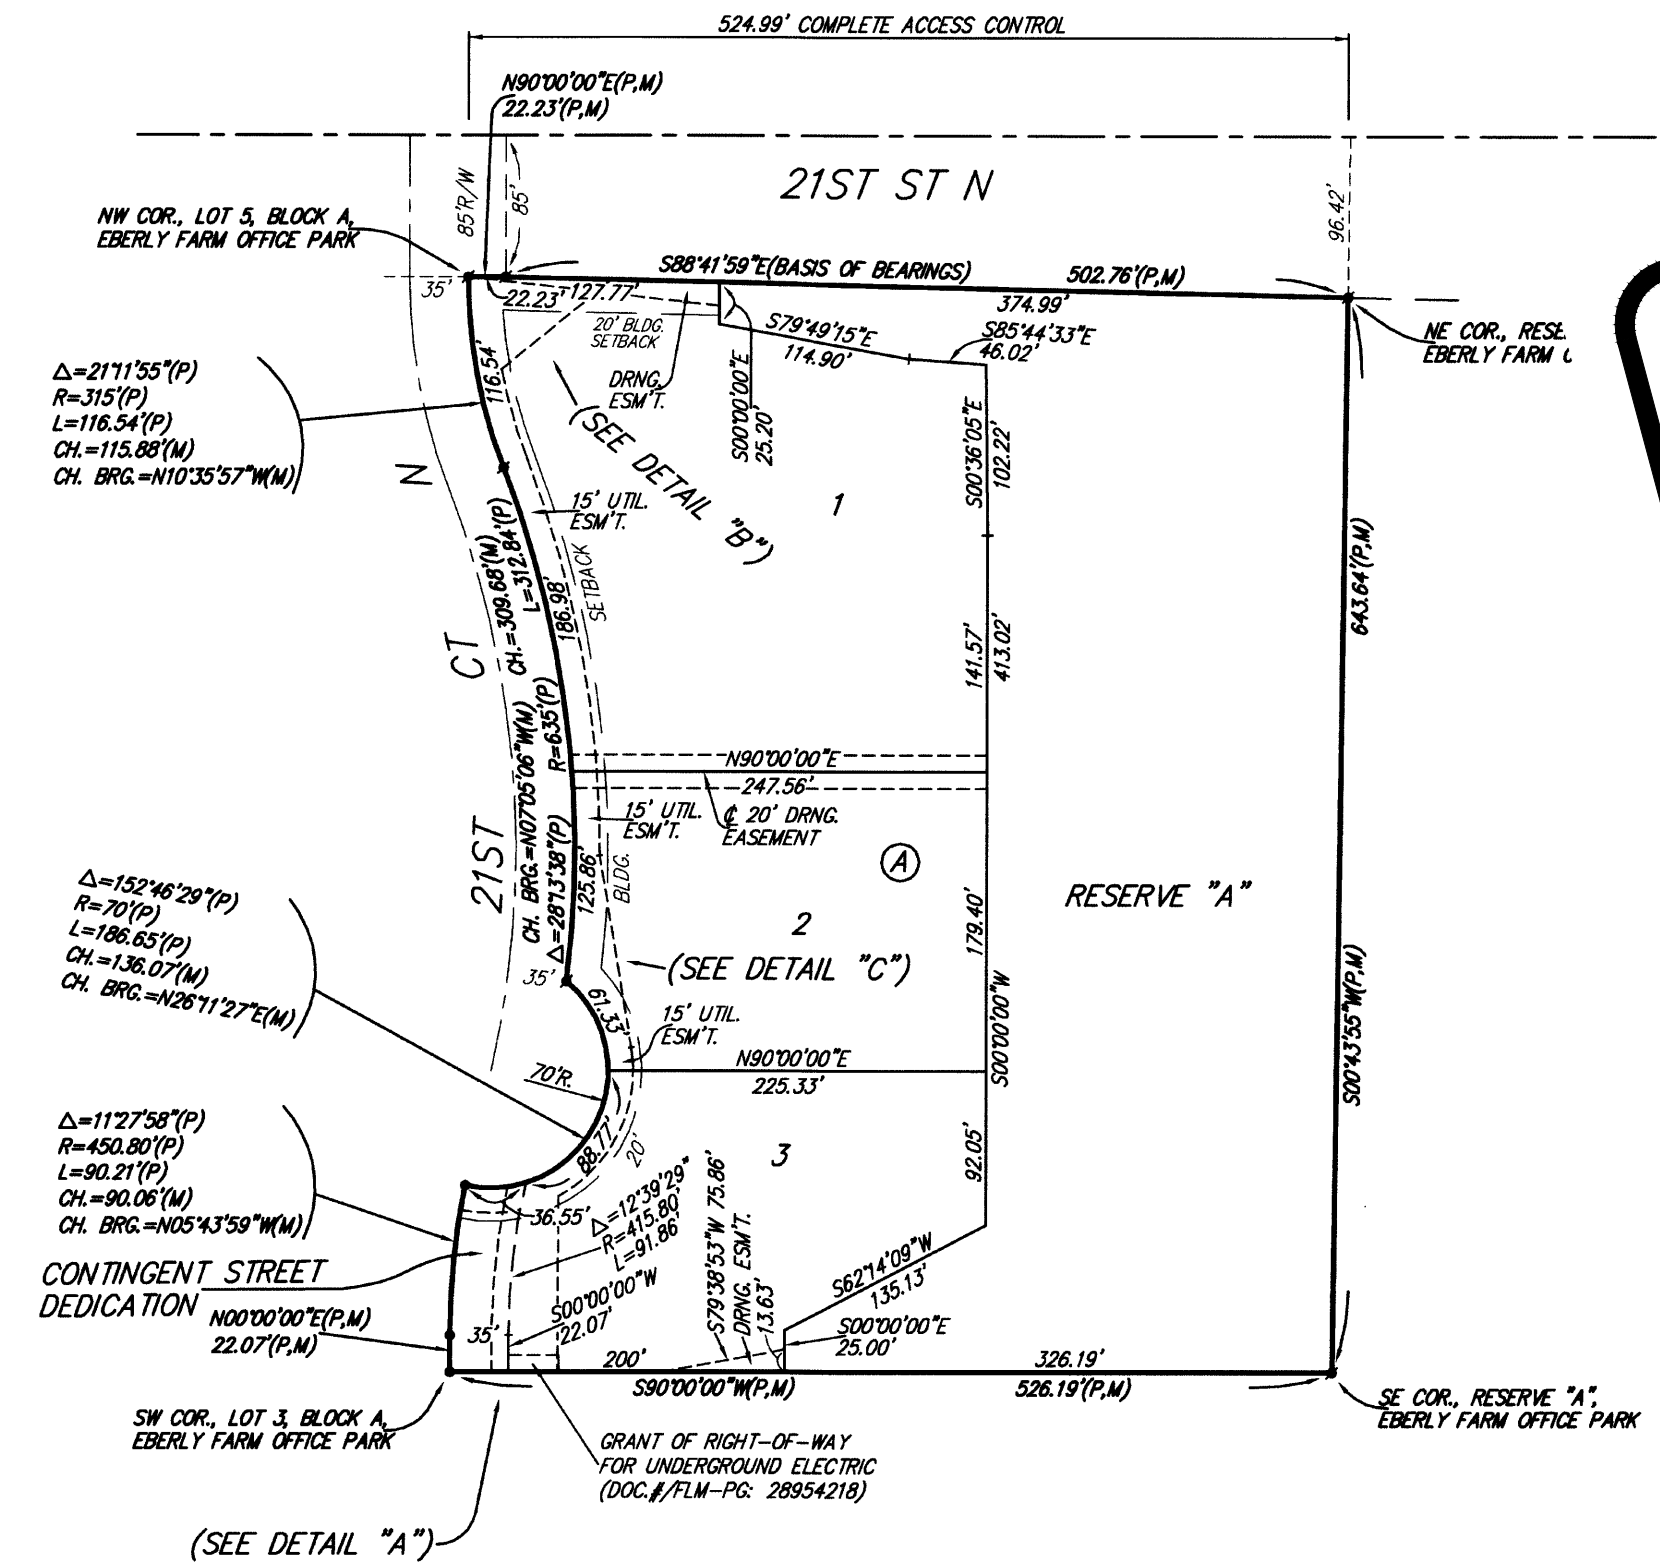 524.99' COMPLETE ACCESS CONTROL
N90°00'00"E(P,M)
22.23'(P,M)
85'R/W
85'
21ST ST N
96.42'
NW COR., LOT 5, BLOCK A,
EBERLY FARM OFFICE PARK
S88°41'59"E(BASIS OF BEARINGS)
502.76'(P,M)
35'
22.23'
127.77'
374.99'
20' BLDG.
SETBACK
S79°49'15"E
114.90'
S85°44'33"E
46.02'
NE COR., RESE
EBERLY FARM
Δ=21°11'55"(P)
R=315'(P)
L=116.54'(P)
CH.=115.88'(M)
CH. BRG.=N10°35'57"W(M)
116.54'
DRNG.
ESM'T.
S00°00'00"E
25.20'
(SEE DETAIL "B")
S00°36'05"E
102.22'
1
15' UTIL.
ESM'T.
N
CT
21ST
CH.=309.68'(M)
L=312.84'(P)
186.98'
SETBACK
141.57'
413.02'
643.64'(P,M)
CH. BRG.=N07°05'06"W(M)
R=635'(P)
Δ=28°13'38"(P)
N90°00'00"E
247.56'
15' UTIL.
ESM'T.
℄ 20' DRNG.
EASEMENT
A
125.86'
BLDG.
RESERVE "A"
2
179.40'
(SEE DETAIL "C")
Δ=152°46'29"(P)
R=70'(P)
L=186.65'(P)
CH.=136.07'(M)
CH. BRG.=N26°11'27"E(M)
35'
61.33'
15' UTIL.
ESM'T.
S00°00'00"W
S00°43'55"W(P,M)
70'R.
N90°00'00"E
225.33'
Δ=11°27'58"(P)
R=450.80'(P)
L=90.21'(P)
CH.=90.06'(M)
CH. BRG.=N05°43'59"W(M)
88.77'
20'
3
92.05'
36.55'
Δ=12°39'29"
R=415.80'
L=91.86'
S79°38'53"W 75.86'
DRNG. ESM'T.
13.63'
S62°14'09"W
135.13'
CONTINGENT STREET
DEDICATION
N00°00'00"E(P,M)
22.07'(P,M)
35'
S00°00'00"W
22.07'
S00°00'00"E
25.00'
200'
326.19'
S90°00'00"W(P,M)
526.19'(P,M)
SW COR., LOT 3, BLOCK A,
EBERLY FARM OFFICE PARK
SE COR., RESERVE "A",
EBERLY FARM OFFICE PARK
GRANT OF RIGHT-OF-WAY
FOR UNDERGROUND ELECTRIC
(DOC.#/FLM-PG: 28954218)
(SEE DETAIL "A")